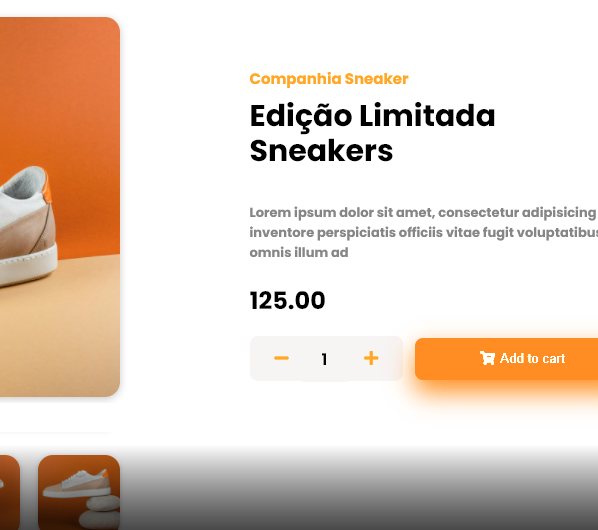 Companhia Sneaker
Edição Limitada
Sneakers
Lorem ipsum dolor sit amet, consectetur adipisicing
inventore perspiciatis officiis vitae fugit voluptatibus
omnis illum ad
125.00
1
Add to cart